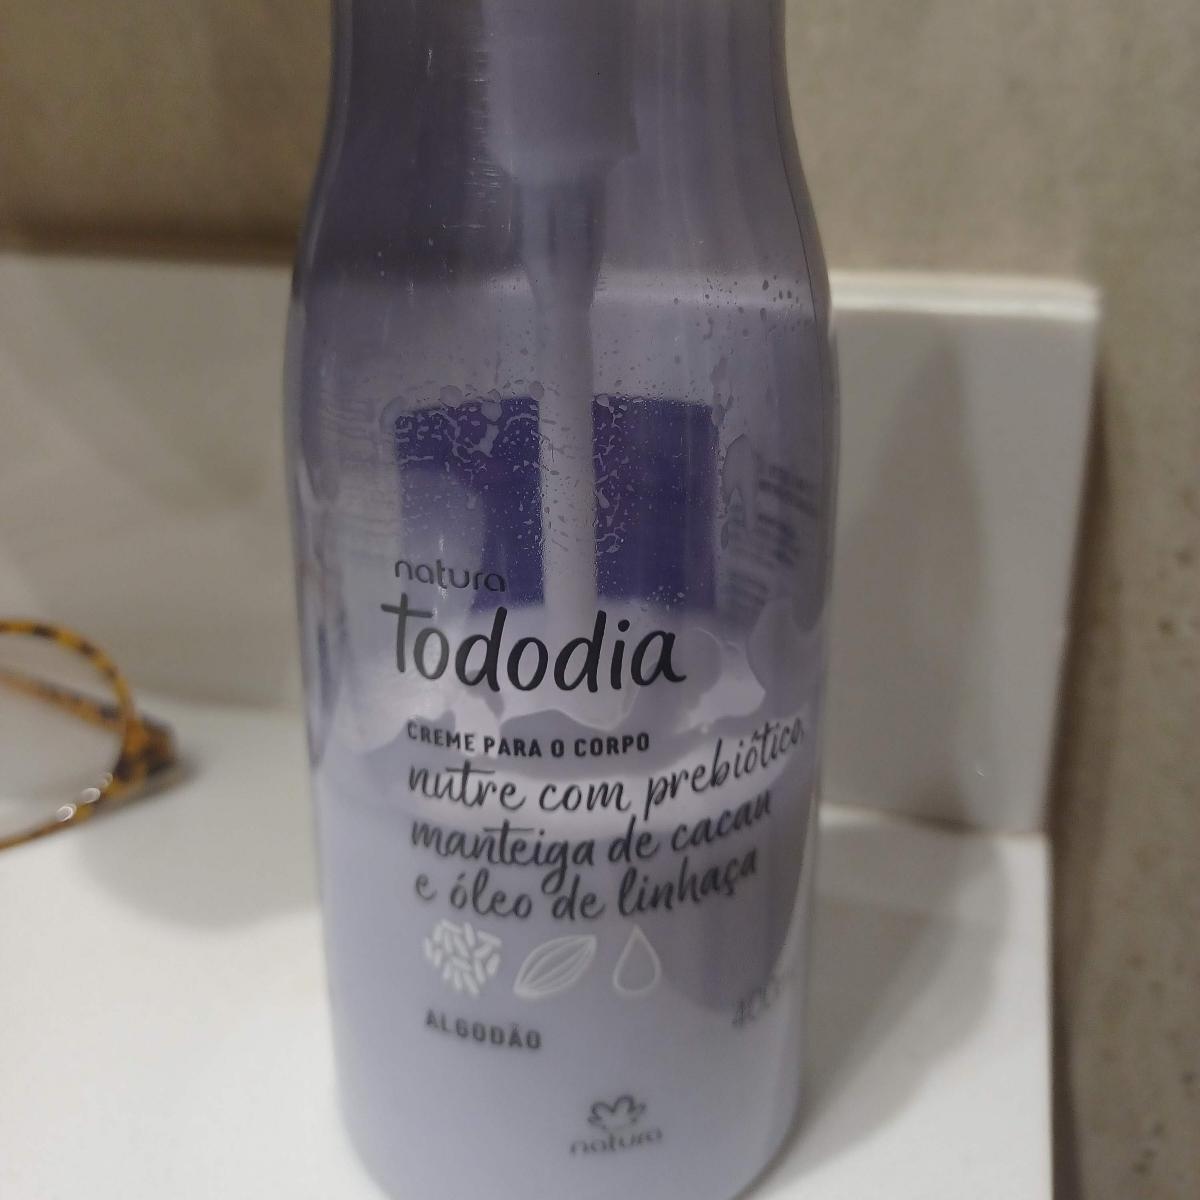 natura
tododia
CREME PARA O CORPO
nutre com prebiótico,
manteiga de cacau
e óleo de linhaça
ALGODÃO
natura